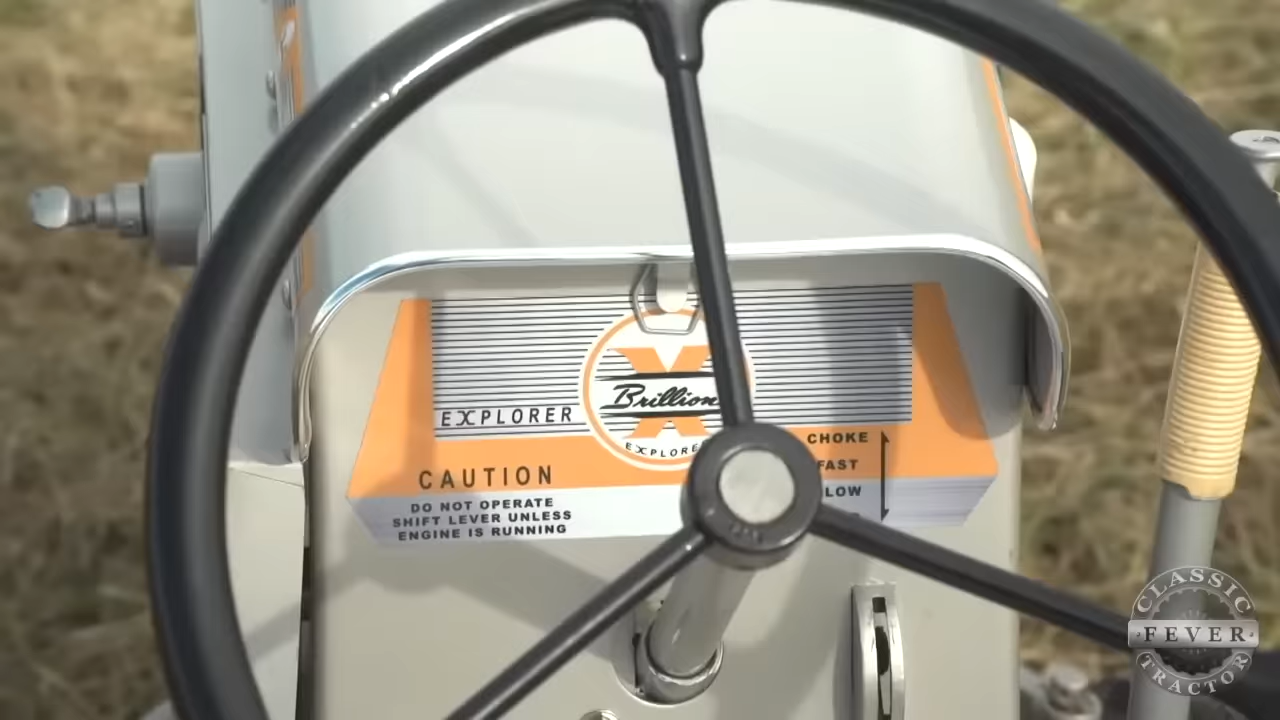 EXPLORER
Brillion
EXPLORER
CAUTION
DO NOT OPERATE
SHIFT LEVER UNLESS
ENGINE IS RUNNING
CHOKE
FAST
LOW
CLASSIC
FEVER
TRACTOR